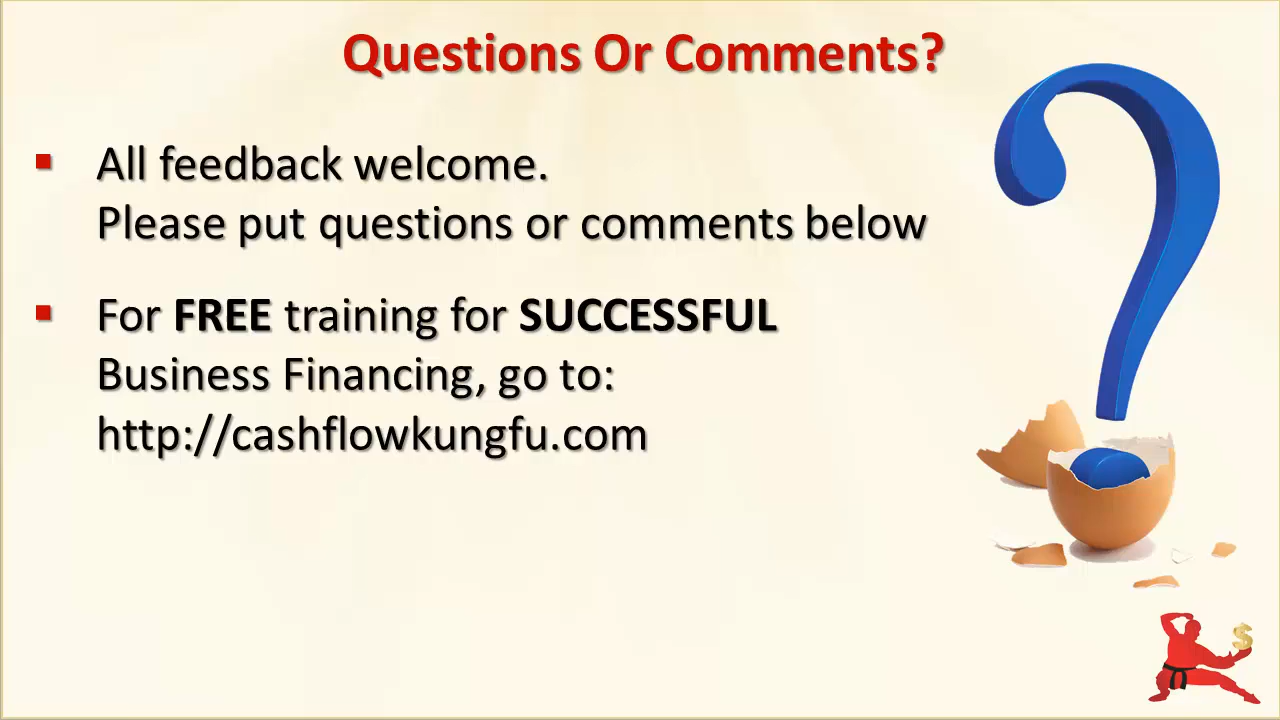 Questions Or Comments?
All feedback welcome.
Please put questions or comments below
For FREE training for SUCCESSFUL
Business Financing, go to:
http://cashflowkungfu.com
$